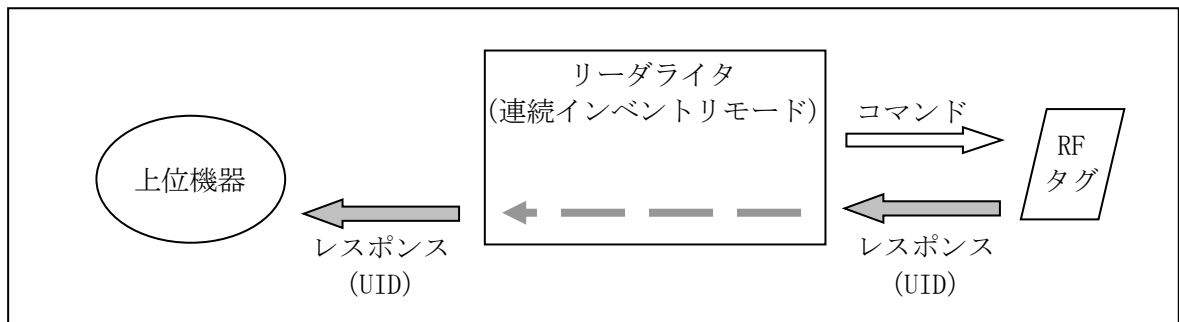 リーダライタ
(連続インベントリモード)
コマンド
RF
タグ
上位機器
レスポンス
(UID)
レスポンス
(UID)